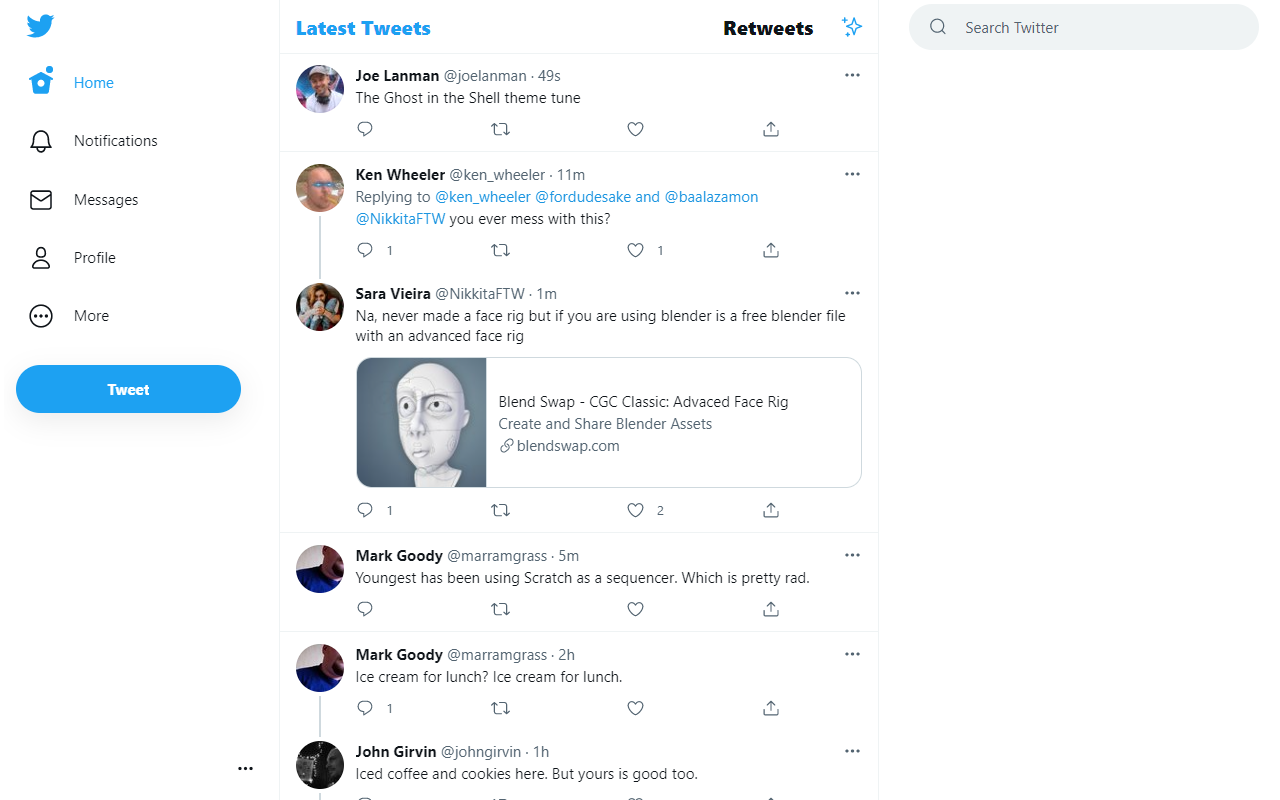 Latest Tweets
Retweets
Search Twitter
Home
Notifications
Messages
Profile
More
Tweet
Joe Lanman @joelanman · 49s
The Ghost in the Shell theme tune
Ken Wheeler @ken_wheeler · 11m
Replying to @ken_wheeler @fordudesake and @baalazamon
@NikkitaFTW you ever mess with this?
1
1
Sara Vieira @NikkitaFTW · 1m
Na, never made a face rig but if you are using blender is a free blender file
with an advanced face rig
Blend Swap - CGC Classic: Advaced Face Rig
Create and Share Blender Assets
blendswap.com
1
2
Mark Goody @marramgrass · 5m
Youngest has been using Scratch as a sequencer. Which is pretty rad.
Mark Goody @marramgrass · 2h
Ice cream for lunch? Ice cream for lunch.
1
John Girvin @johngirvin · 1h
Iced coffee and cookies here. But yours is good too.